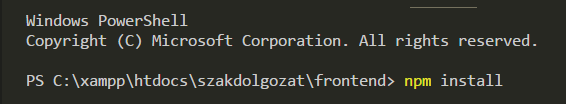 Windows PowerShell
Copyright (C) Microsoft Corporation. All rights reserved.
PS C:\xampp\htdocs\szakdolgozat\frontend> npm install